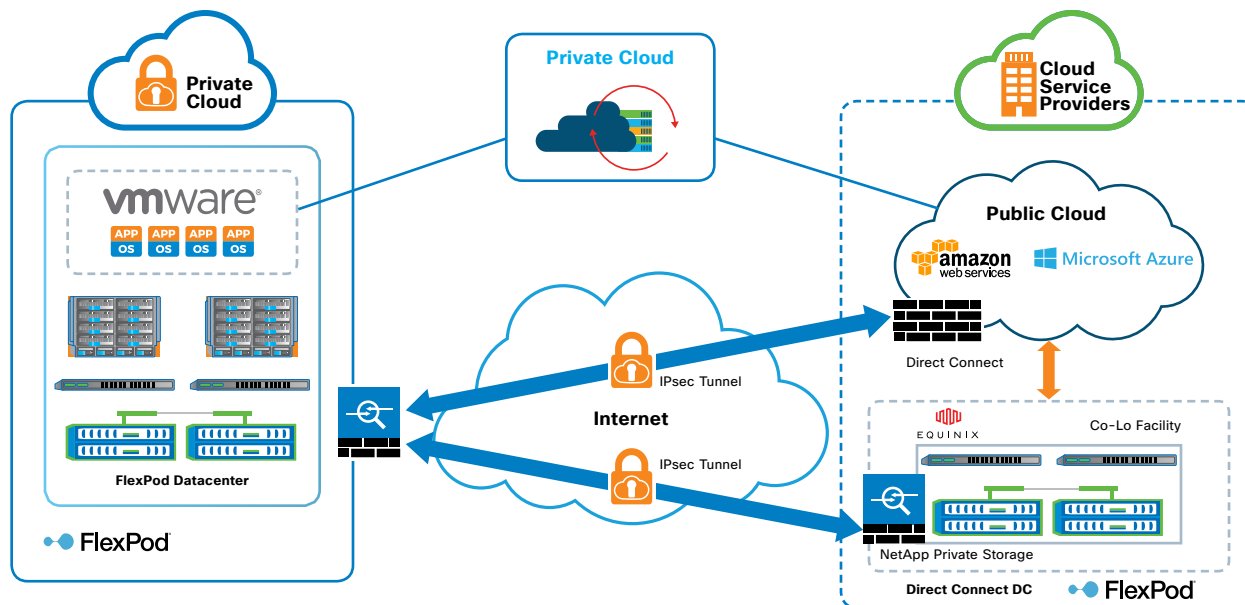 Private
Cloud
vmware®
APP APP APP APP
OS OS OS OS
FlexPod Datacenter
FlexPod
Private Cloud
Internet
IPsec Tunnel
IPsec Tunnel
Cloud
Service
Providers
Public Cloud
amazon
web services
Microsoft Azure
Direct Connect
EQUINIX
Co-Lo Facility
NetApp Private Storage
Direct Connect DC
FlexPod